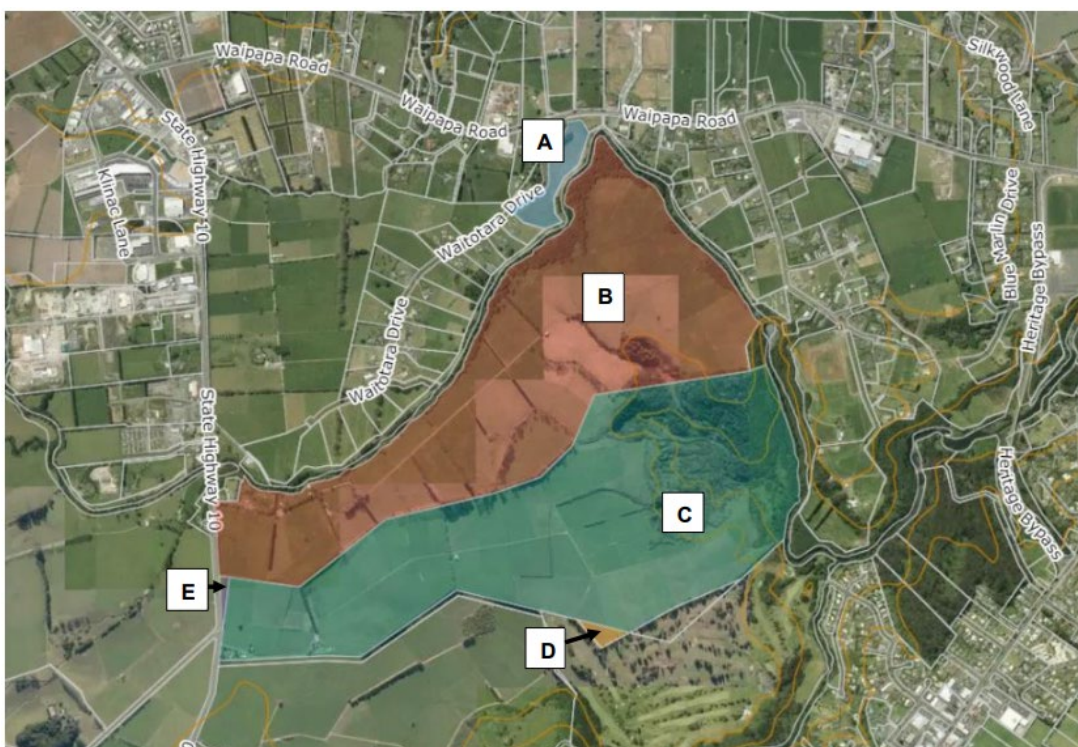 Waipapa Road
Waipapa Road
Waipapa Road
Silkwood Lane
State Highway 10
Klinac Lane
A
Waitotara Drive
Blue Marlin Drive
Heritage Bypass
B
Waitotara Drive
State Highway 10
Heritage Bypass
C
E
D